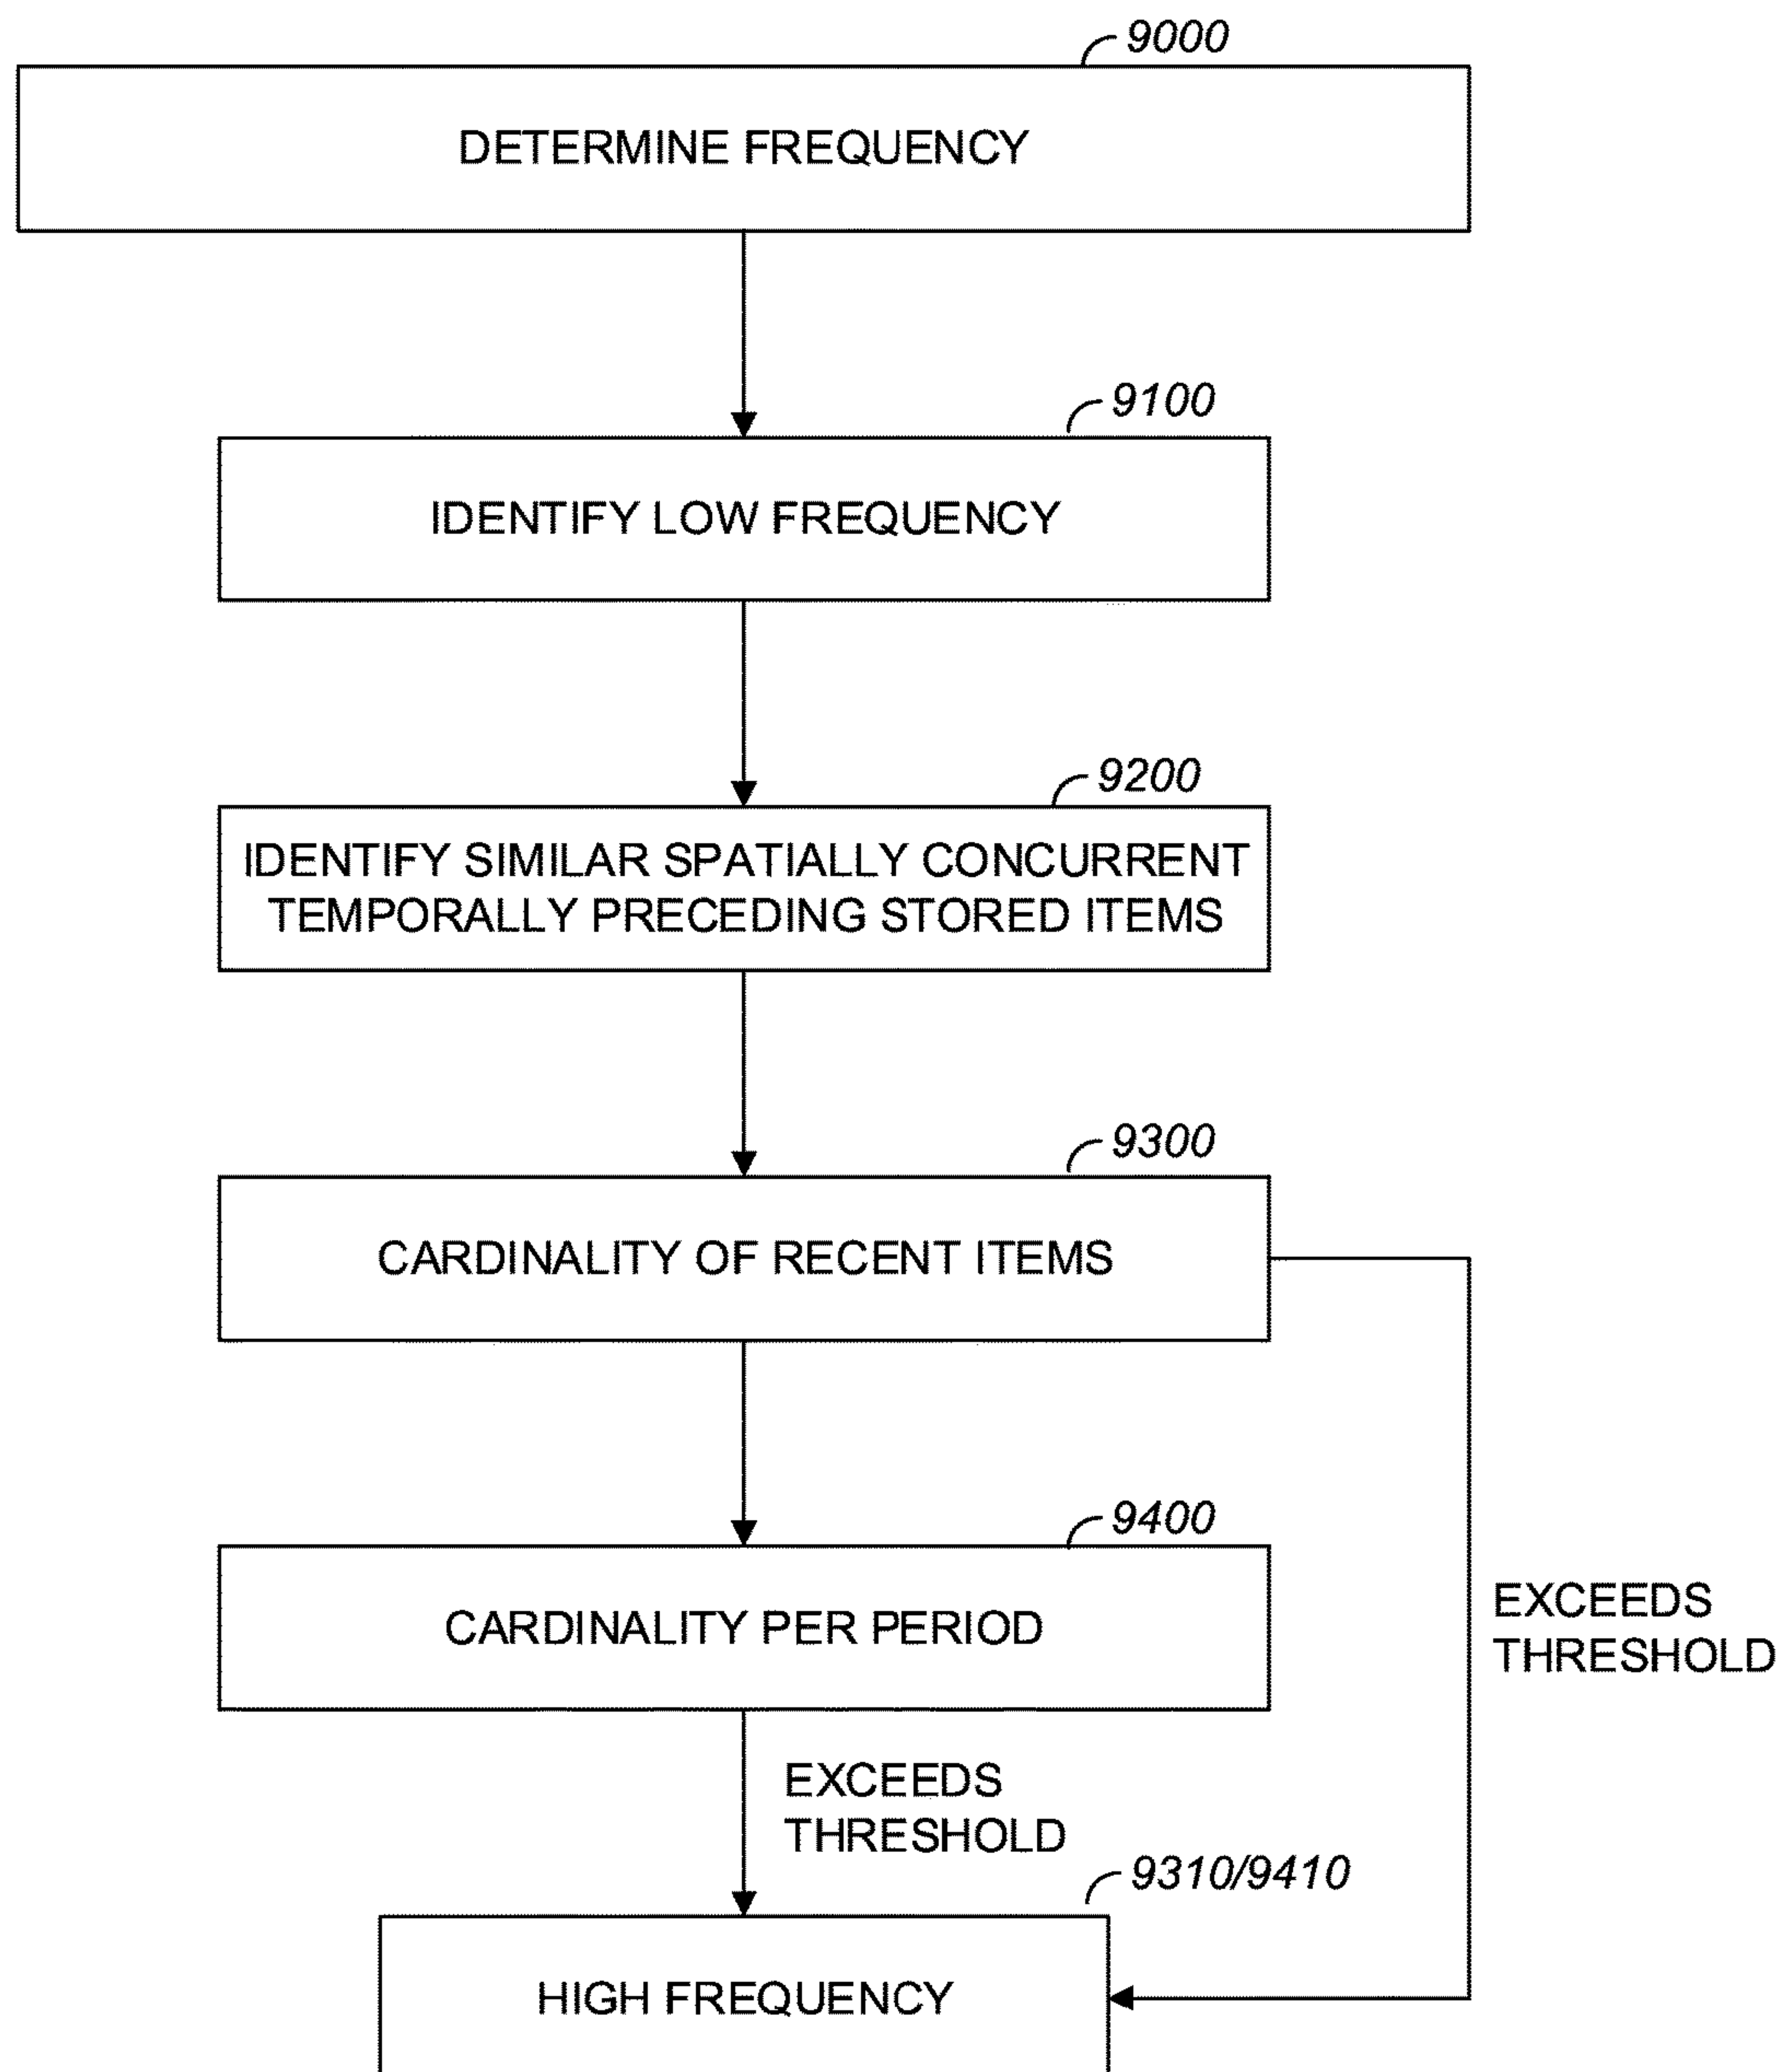 9000
DETERMINE FREQUENCY
9100
IDENTIFY LOW FREQUENCY
9200
IDENTIFY SIMILAR SPATIALLY CONCURRENT
TEMPORALLY PRECEDING STORED ITEMS
9300
CARDINALITY OF RECENT ITEMS
9400
CARDINALITY PER PERIOD
EXCEEDS
THRESHOLD
EXCEEDS
THRESHOLD
9310/9410
HIGH FREQUENCY